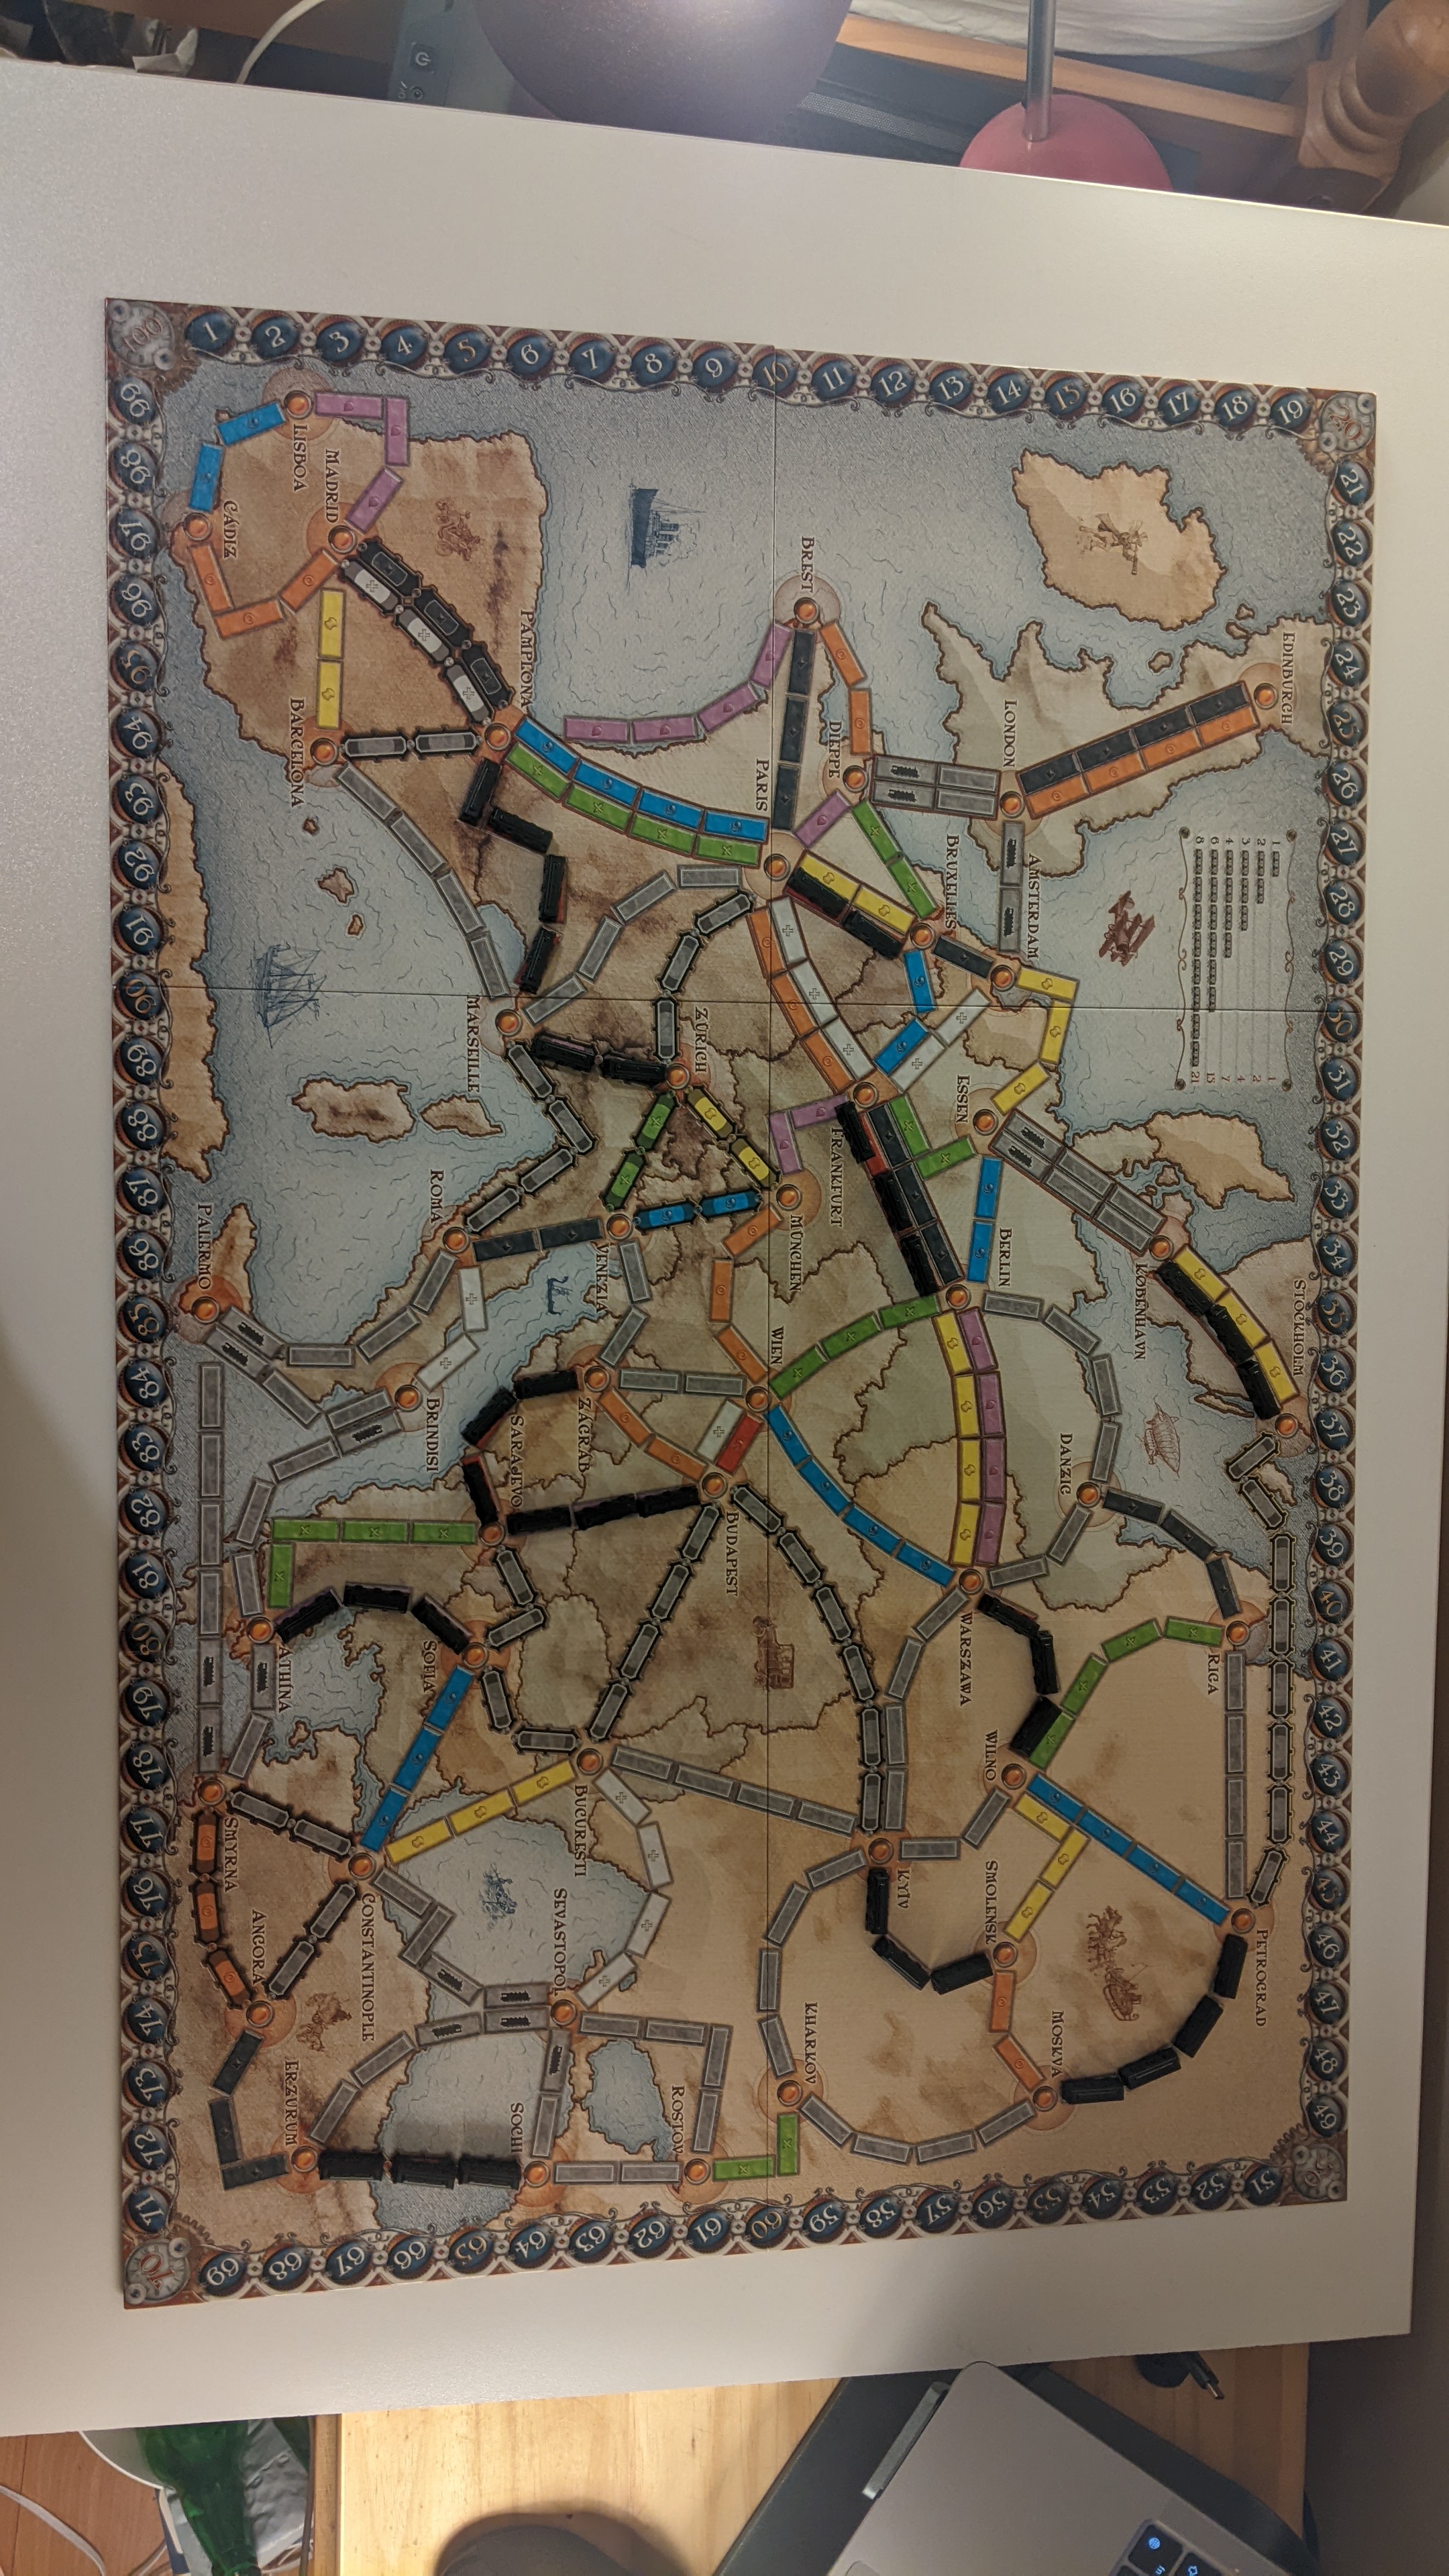 EDINBURGH
LONDON
AMSTERDAM
BRUXELLES
DIEPPE
BREST
PARIS
PAMPLONA
MADRID
LISBOA
CÁDIZ
BARCELONA
MARSEILLE
ZÜRICH
ESSEN
FRANKFURT
MÜNCHEN
BERLIN
KØBENHAVN
STOCKHOLM
VENEZIA
ROMA
PALERMO
BRINDISI
WIEN
ZÁGRÁB
SARAJEVO
BUDAPEST
DANZIG
WARSZAWA
RICA
WILNO
SOFIA
ATHÍNA
BUCURESTI
SMYRNA
CONSTANTINOPLE
ANGORA
KYÏV
SMOLENSK
PETROGRAD
MOSKVA
KHARKOV
SEVASTOPOL
ROSTOV
SOCHI
ERZURUM
1 2 3 4 5 6 7 8 9 10 11 12 13 14 15 16 17 18 19 20
21 22 23 24 25 26 27 28 29 30 31 32 33 34 35 36 37 38 39 40 41 42 43 44 45 46 47 48 49
51 52 53 54 55 56 57 58 59 60 61 62 63 64 65 66 67 68 69 70
71 72 73 74 75 76 77 78 79 80 81 82 83 84 85 86 87 88 89 90 91 92 93 94 95 96 97 98 99 100
1 1
2 2
3 4
4 7
6 15
8 21